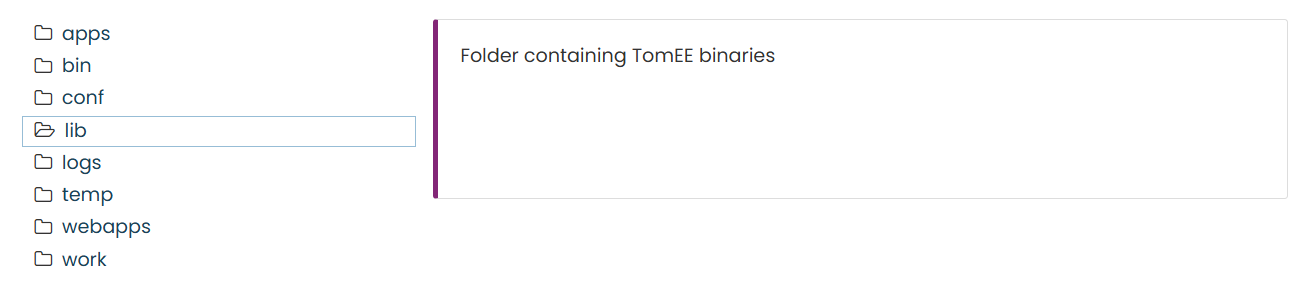 apps
bin
conf
lib
logs
temp
webapps
work
Folder containing TomEE binaries